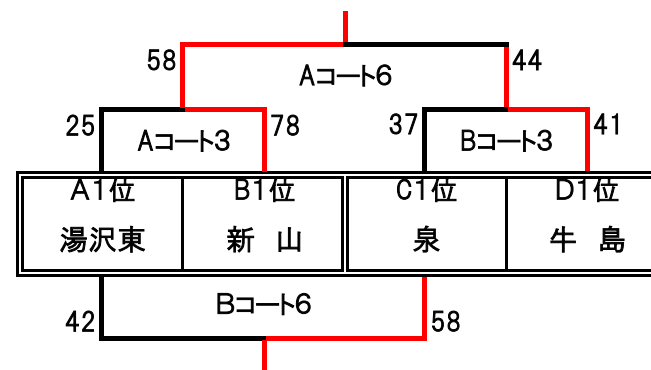 58 44
Aコート6
25 78 37 41
Aコート3 Bコート3
A1位 B1位 C1位 D1位
湯沢東 新 山 泉 牛 島
Bコート6
42 58